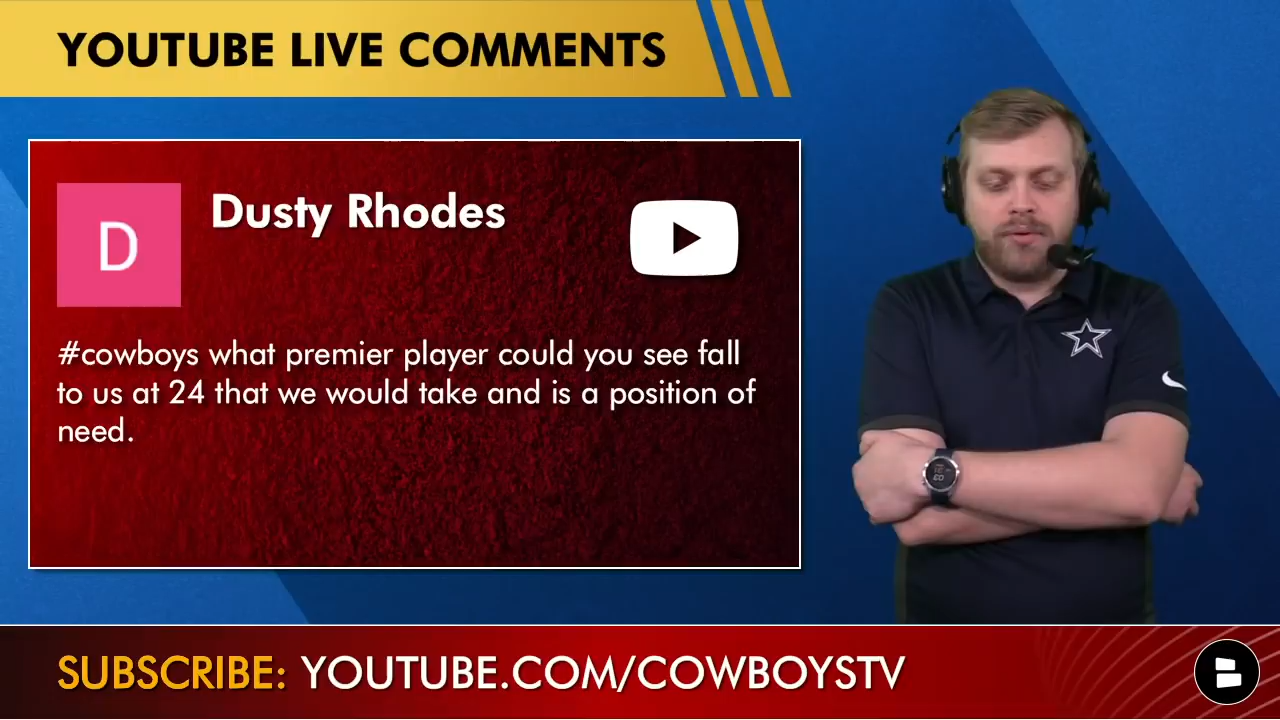 YOUTUBE LIVE COMMENTS
D
Dusty Rhodes
#cowboys what premier player could you see fall
to us at 24 that we would take and is a position of
need.
SUBSCRIBE: YOUTUBE.COM/COWBOYSTV